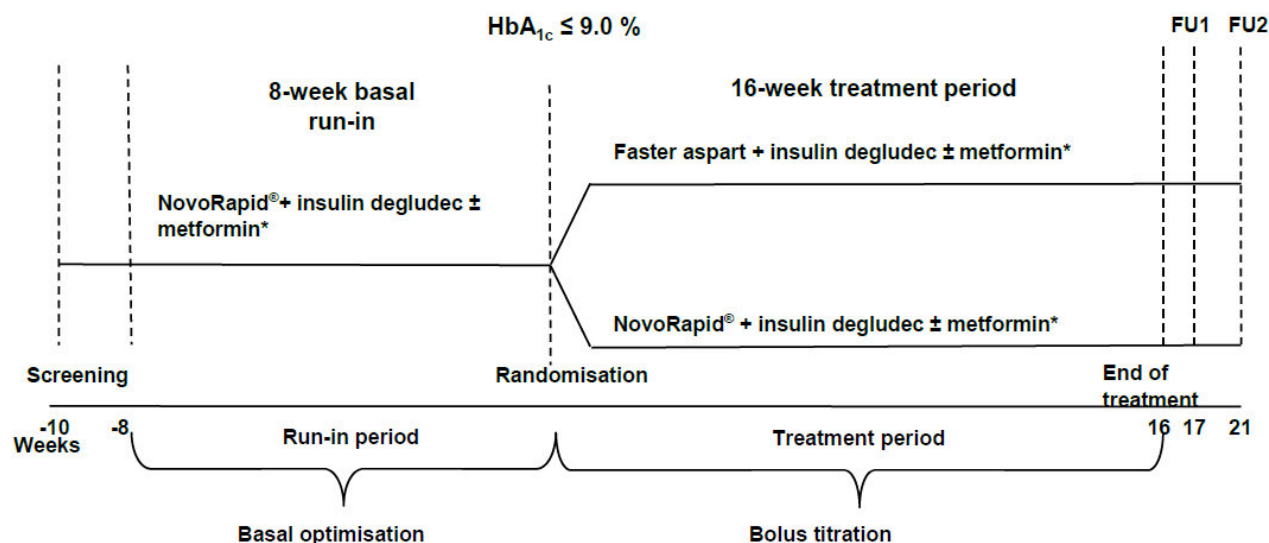 HbA1c ≤ 9.0 %
FU1
FU2
8-week basal
run-in
16-week treatment period
Faster aspart + insulin degludec ± metformin*
NovoRapid®+ insulin degludec ±
metformin*
NovoRapid® + insulin degludec ± metformin*
Screening
Randomisation
End of
treatment
-10
-8
16
17
21
Weeks
Run-in period
Treatment period
Basal optimisation
Bolus titration